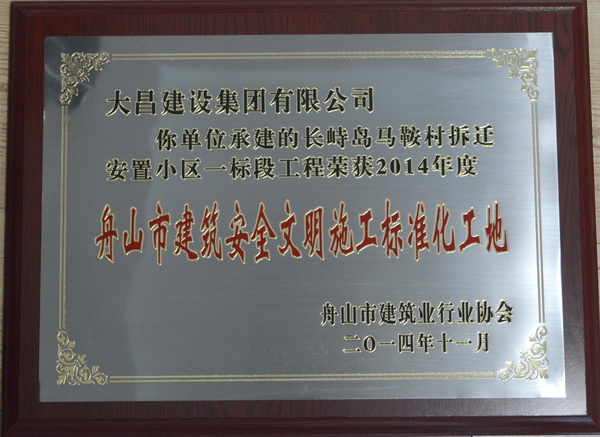 大昌建设集团有限公司
你单位承建的长峙岛马鞍村拆迁
安置小区一标段工程荣获2014年度
舟山市建筑安全文明施工标准化工地
舟山市建筑业行业协会
二〇一四年十一月